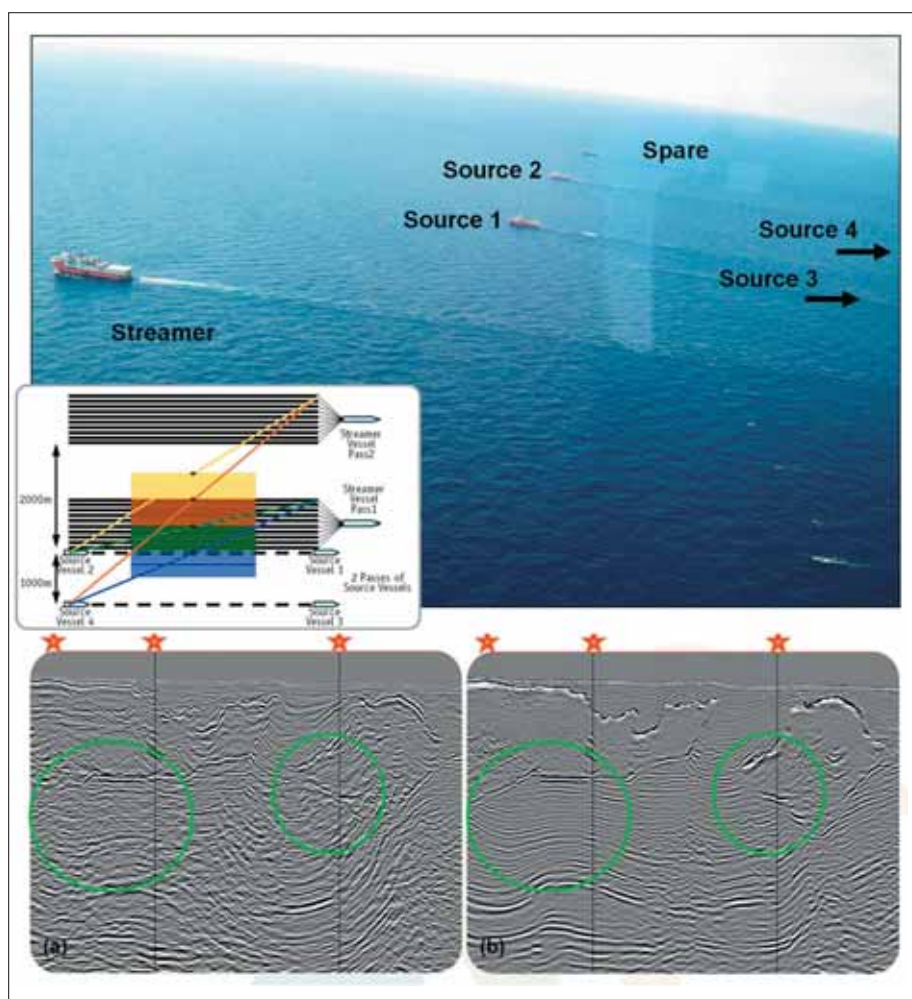 Spare
Source 2
Source 1
Source 4
Source 3
Streamer
Streamer
Vessel
Pass2
Streamer
Vessel
Pass1
2000m
Source
Vessel 2
Source
Vessel 1
1000m
2 Passes of
Source Vessels
Source
Vessel 4
Source
Vessel 3
(a)
(b)